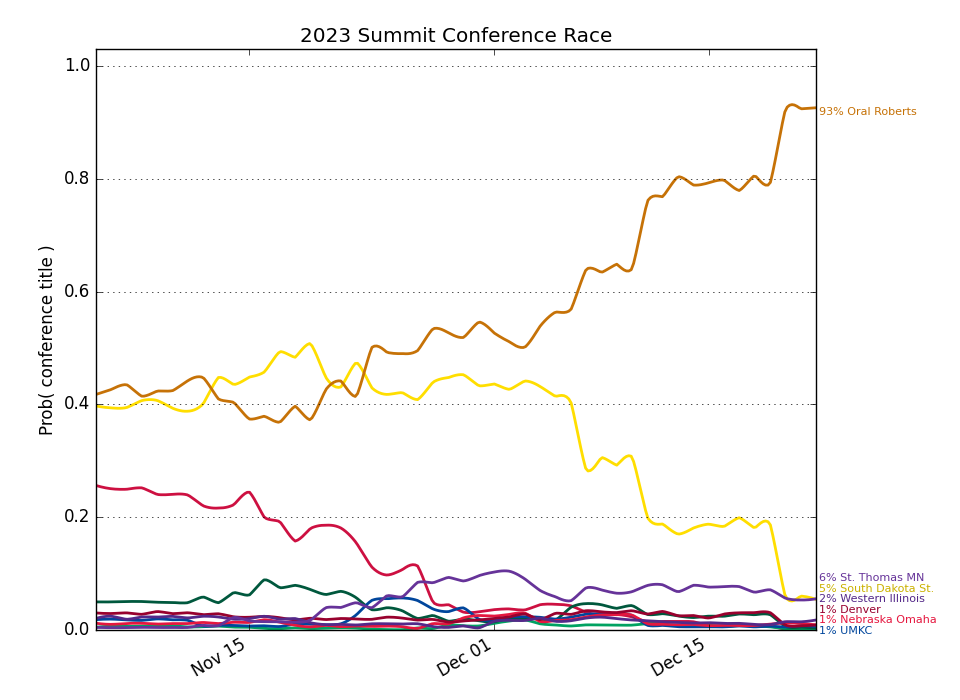 2023 Summit Conference Race
Prob( conference title )
1.0
0.8
0.6
0.4
0.2
0.0
Nov 15
Dec 01
Dec 15
93% Oral Roberts
6% St. Thomas MN
5% South Dakota St.
2% Western Illinois
1% Denver
1% Nebraska Omaha
1% UMKC